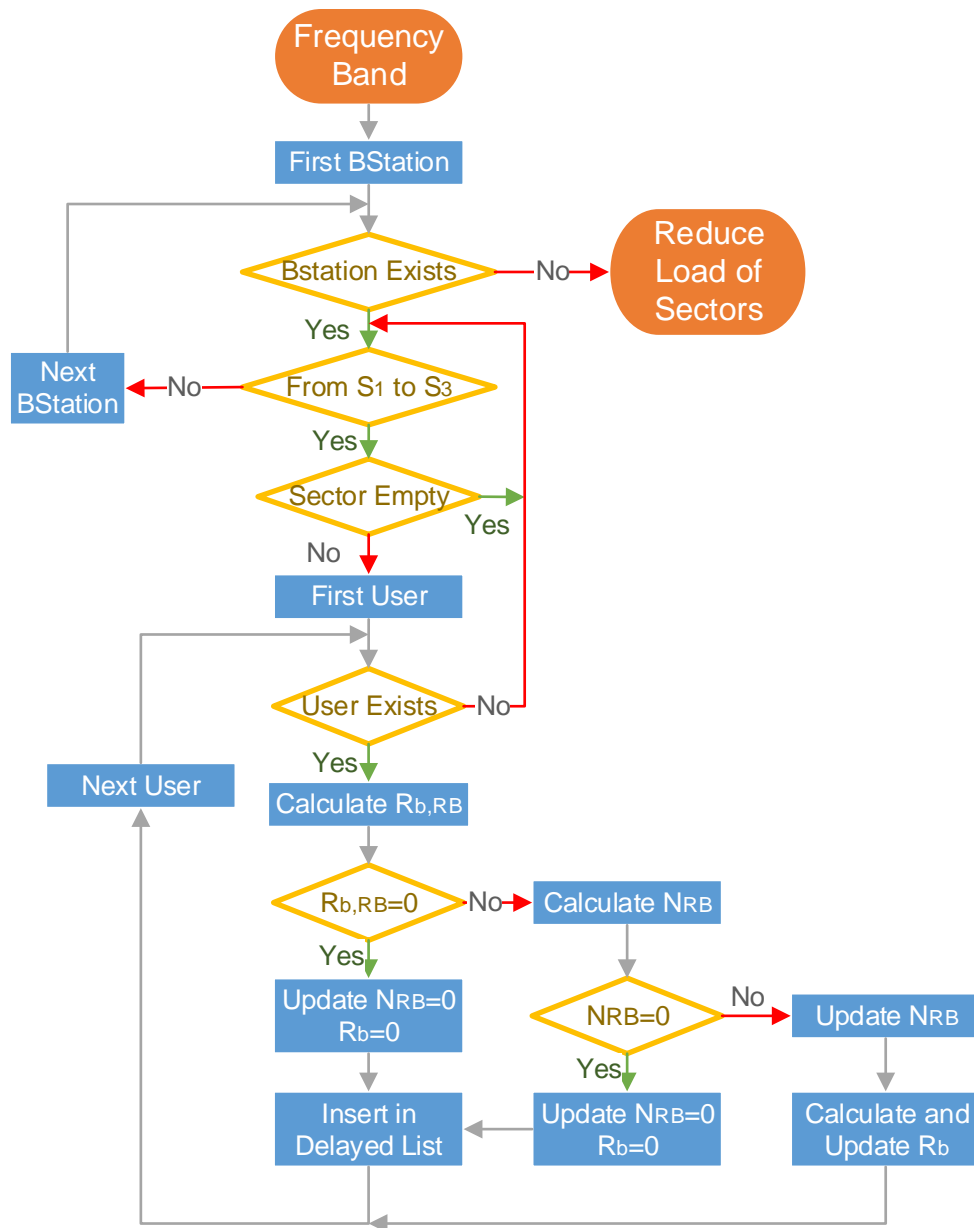 Frequency
Band
First BStation
Bstation Exists
No
Reduce
Load of
Sectors
Yes
Next
BStation
No
From S1 to S3
Yes
Sector Empty
Yes
No
First User
User Exists
No
Yes
Next User
Calculate Rb,RB
Rb,RB=0
No
Calculate NRB
Yes
Update NRB=0
Rb=0
NRB=0
No
Update NRB
Yes
Insert in
Delayed List
Update NRB=0
Rb=0
Calculate and
Update Rb